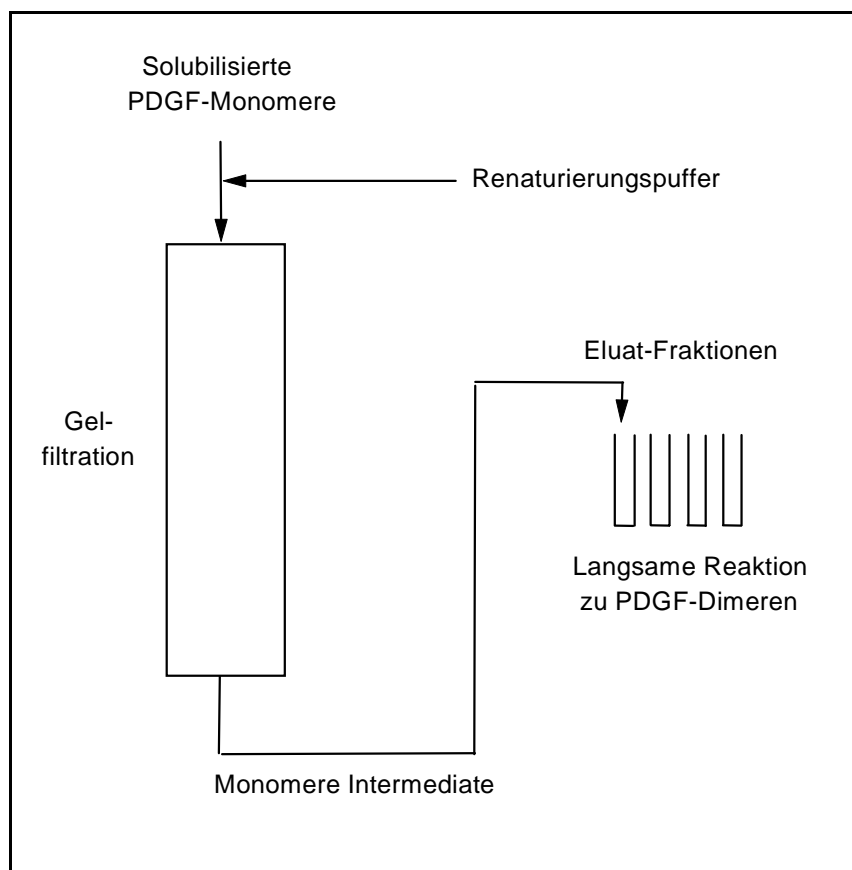 Solubilisierte
PDGF-Monomere
Renaturierungspuffer
Eluat-Fraktionen
Gel-
filtration
Langsame Reaktion
zu PDGF-Dimeren
Monomere Intermediate